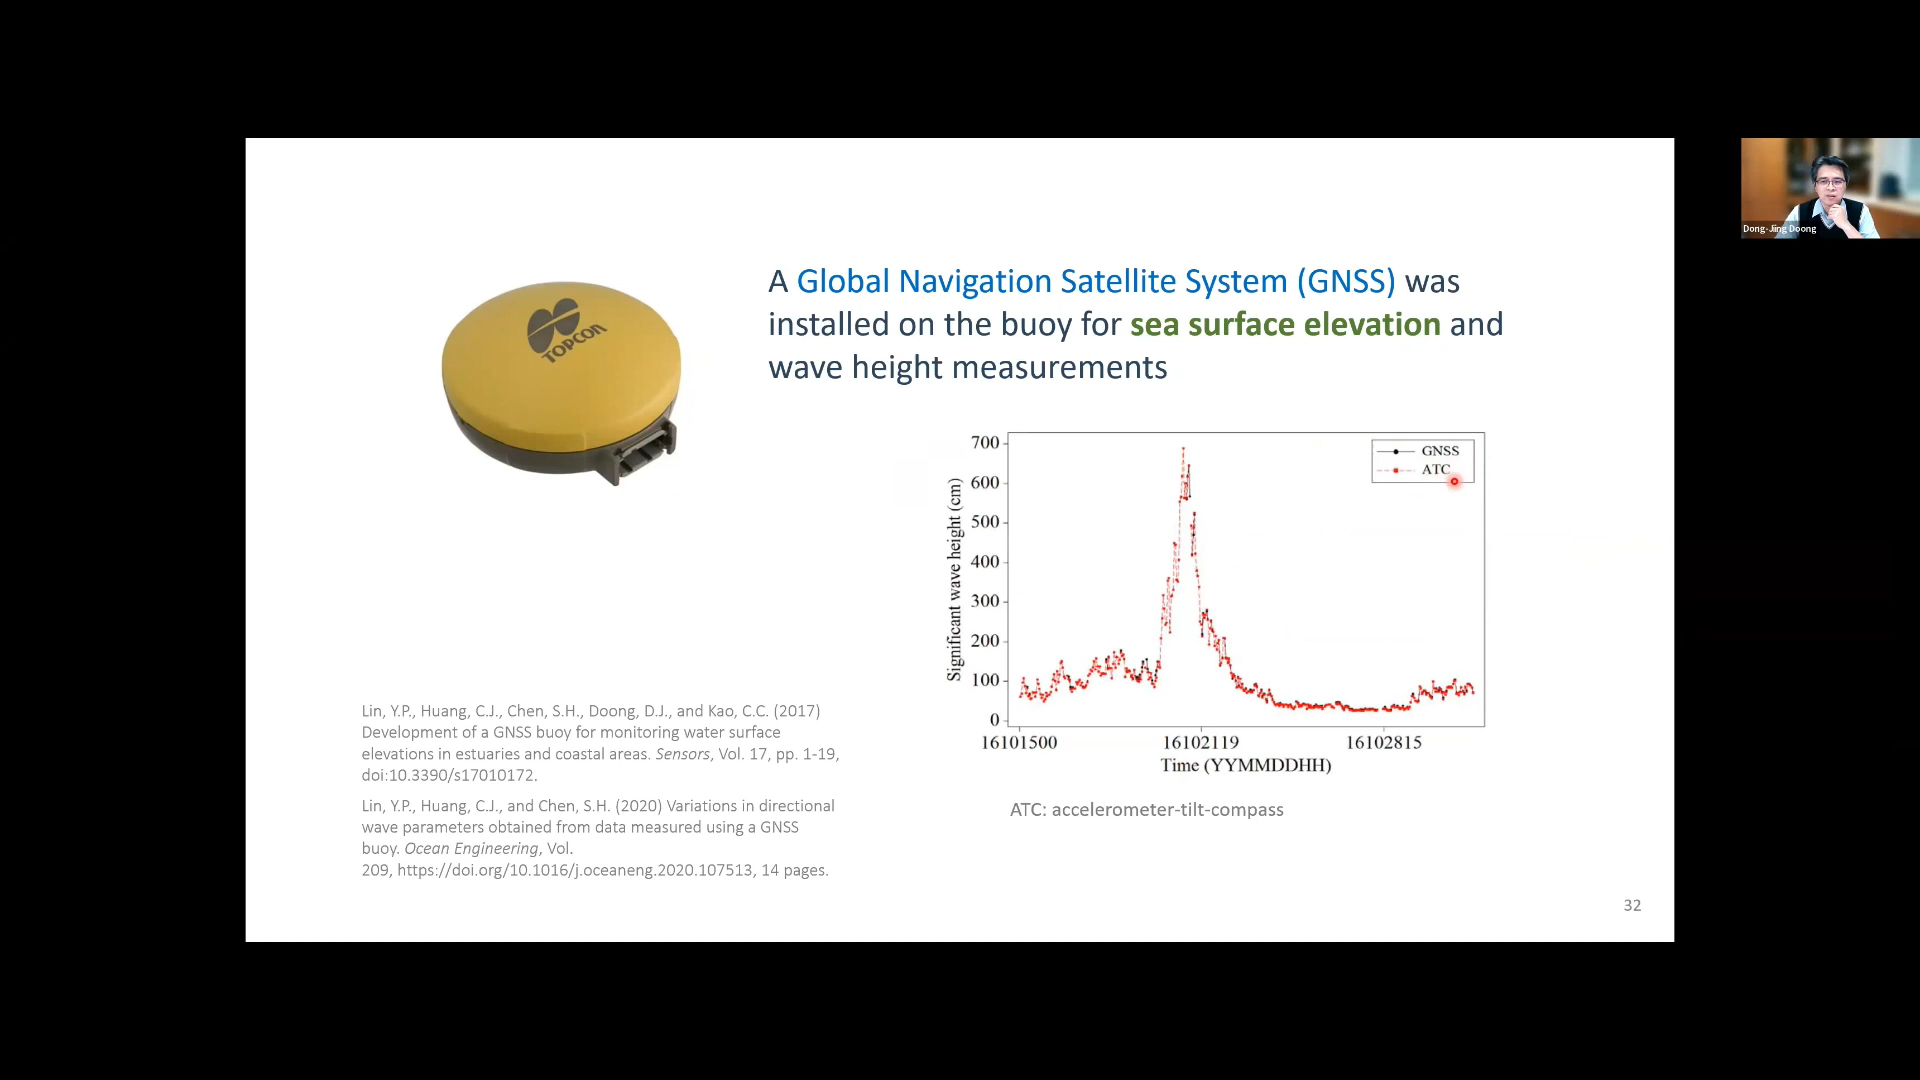 Dong-Jiing Doong
A Global Navigation Satellite System (GNSS) was
installed on the buoy for sea surface elevation and
wave height measurements
TOPCON
GNSS
ATC
700
600
500
400
300
200
100
0
Significant wave height (cm)
16101500 16102119 16102815
Time (YYMMDDHH)
ATC: accelerometer-tilt-compass
Lin, Y.P., Huang, C.J., Chen, S.H., Doong, D.J., and Kao, C.C. (2017)
Development of a GNSS buoy for monitoring water surface
elevations in estuaries and coastal areas. Sensors, Vol. 17, pp. 1-19,
doi:10.3390/s17010172.
Lin, Y.P., Huang, C.J., and Chen, S.H. (2020) Variations in directional
wave parameters obtained from data measured using a GNSS
buoy. Ocean Engineering, Vol.
209, https://doi.org/10.1016/j.oceaneng.2020.107513, 14 pages.
32